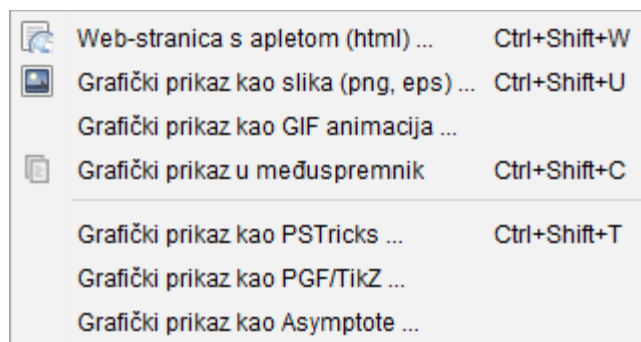 Web-stranica s apletom (html) ... Ctrl+Shift+W
Grafički prikaz kao slika (png, eps) ... Ctrl+Shift+U
Grafički prikaz kao GIF animacija ...
Grafički prikaz u međuspremnik Ctrl+Shift+C
Grafički prikaz kao PSTricks ... Ctrl+Shift+T
Grafički prikaz kao PGF/TikZ ...
Grafički prikaz kao Asymptote ...